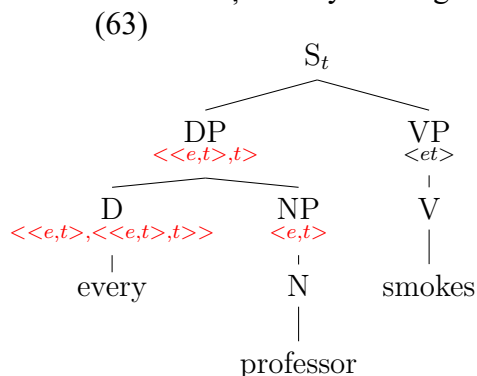 (63)
S_t
DP VP
<<e,t>,t> <et>
D NP V
<<e,t>,<<e,t>,t>> <e,t>
every N smokes
professor